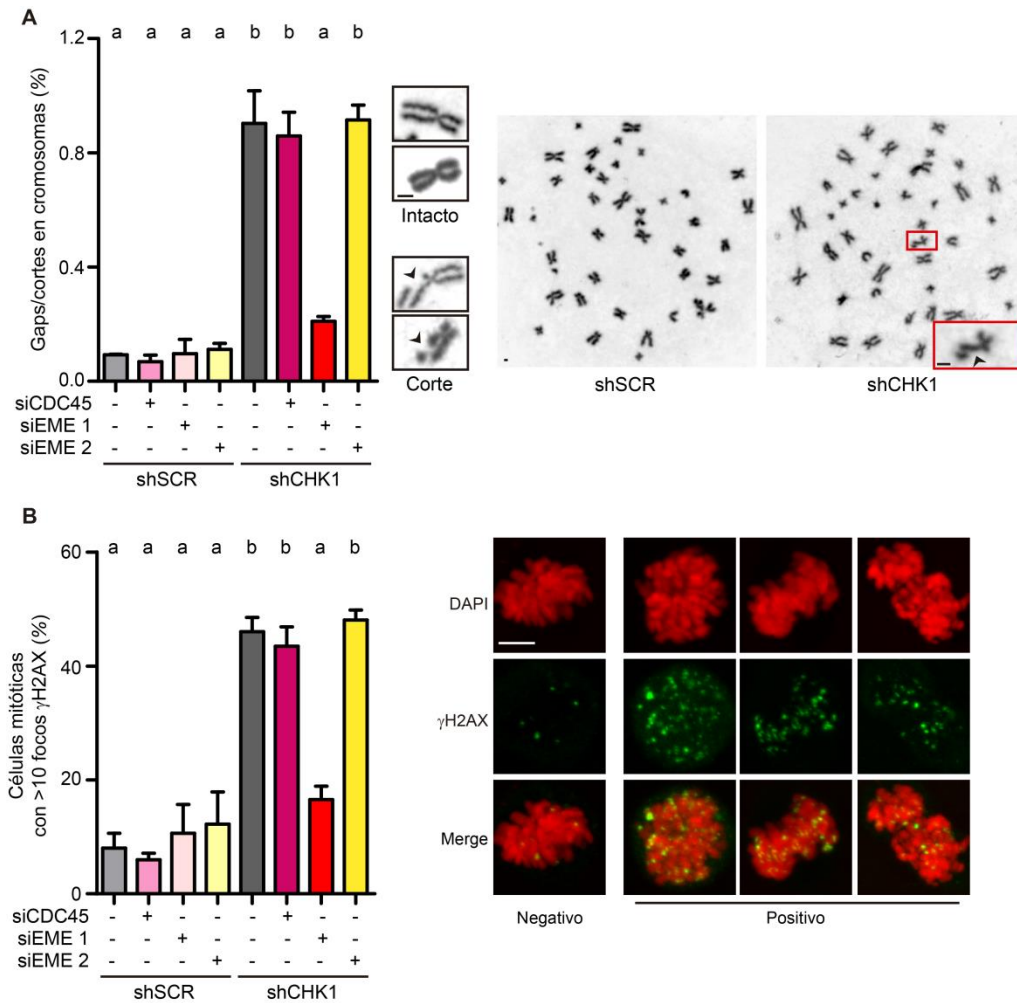 A
a a a a b b a b
Gaps/cortes en cromosomas (%)
1.2
0.8
0.4
0.0
siCDC45 - + - - - + - -
siEME 1 - - + - - - + -
siEME 2 - - - + - - - +
shSCR shCHK1
Intacto
Corte
shSCR shCHK1
B
a a a a b b a b
Células mitóticas
con >10 focos γH2AX (%)
60
40
20
0
siCDC45 - + - - - + - -
siEME 1 - - + - - - + -
siEME 2 - - - + - - - +
shSCR shCHK1
DAPI
γH2AX
Merge
Negativo Positivo